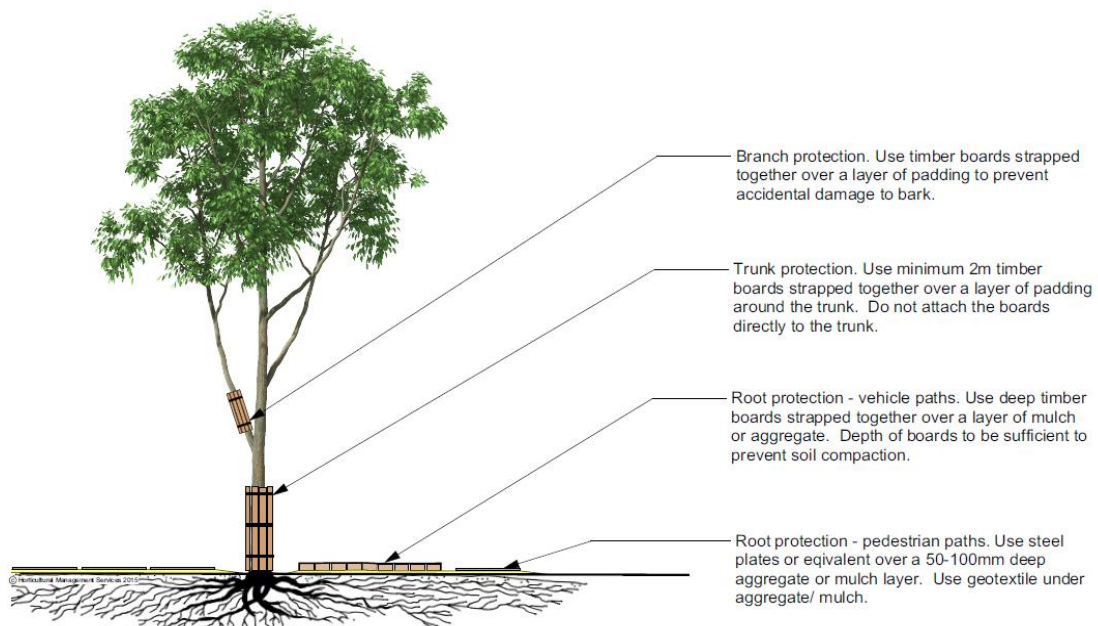 Branch protection. Use timber boards strapped
together over a layer of padding to prevent
accidental damage to bark.
Trunk protection. Use minimum 2m timber
boards strapped together over a layer of padding
around the trunk. Do not attach the boards
directly to the trunk.
Root protection - vehicle paths. Use deep timber
boards strapped together over a layer of mulch
or aggregate. Depth of boards to be sufficient to
prevent soil compaction.
Root protection - pedestrian paths. Use steel
plates or eqivalent over a 50-100mm deep
aggregate or mulch layer. Use geotextile under
aggregate/ mulch.
© Horticultural Management Services 2015